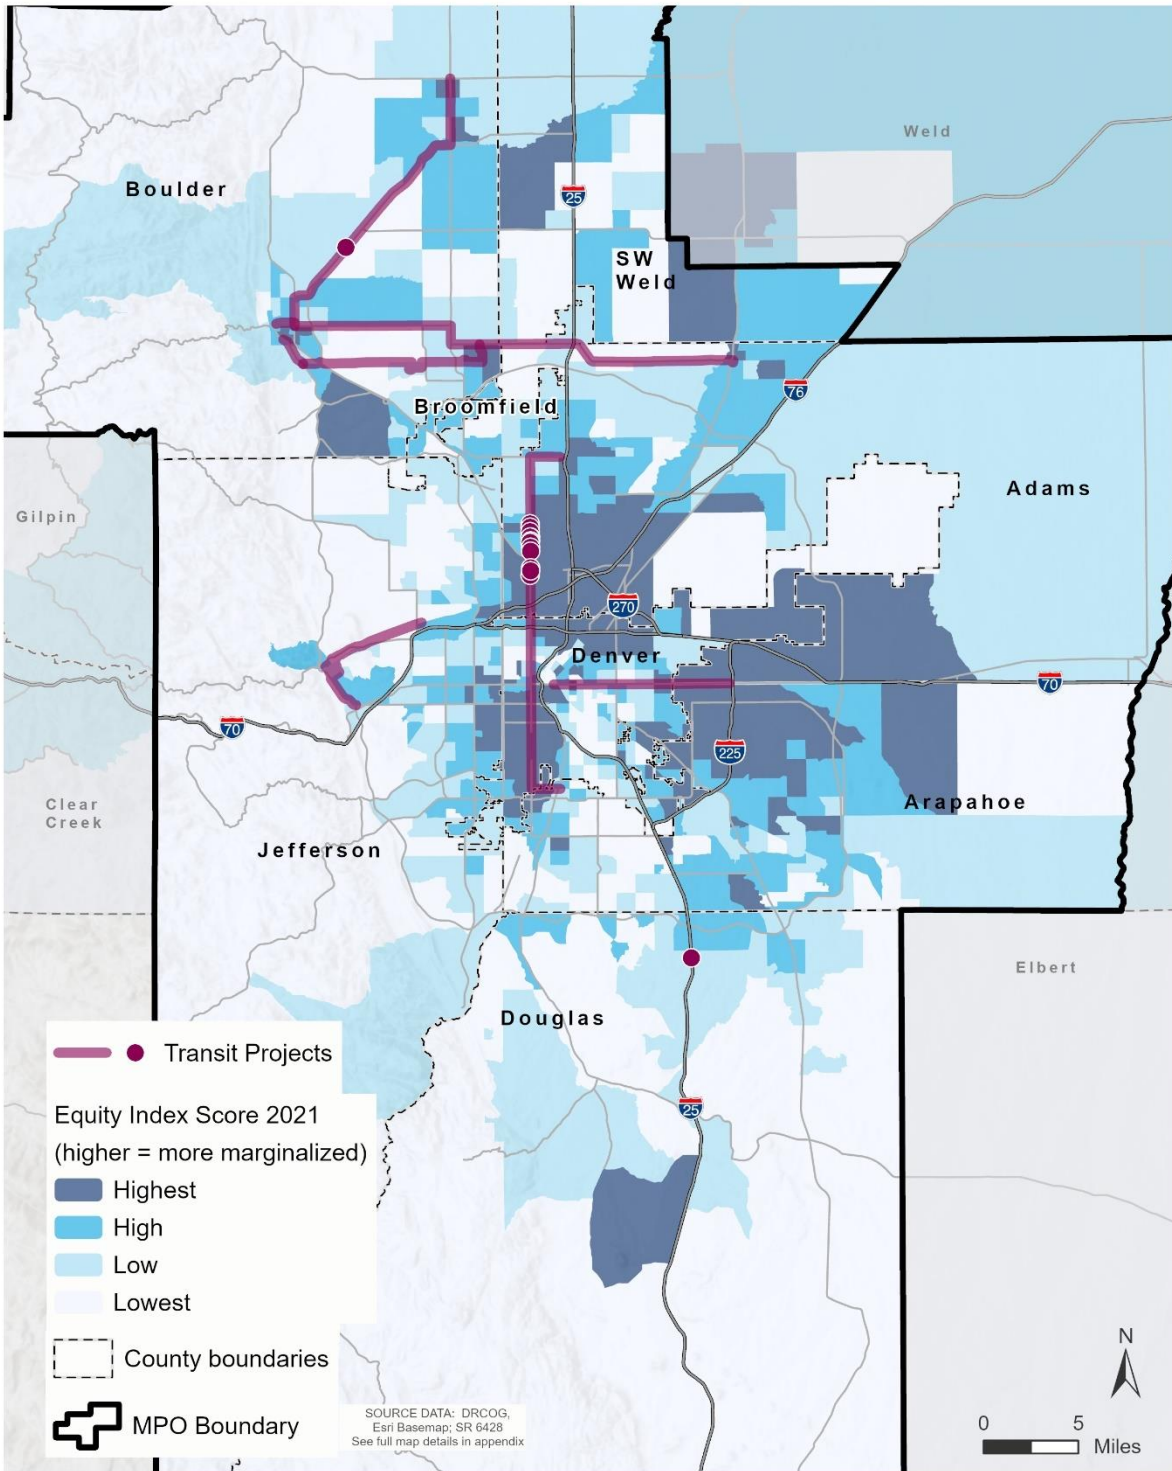 Weld
Boulder
25
SW
Weld
76
Broomfield
Adams
Gilpin
270
Denver
70
70
225
Clear
Creek
Arapahoe
Jefferson
Elbert
Douglas
25
Transit Projects
Equity Index Score 2021
(higher = more marginalized)
Highest
High
Low
Lowest
County boundaries
MPO Boundary
SOURCE DATA: DRCOG,
Esri Basemap; SR 6428
See full map details in appendix
N
0 5
Miles